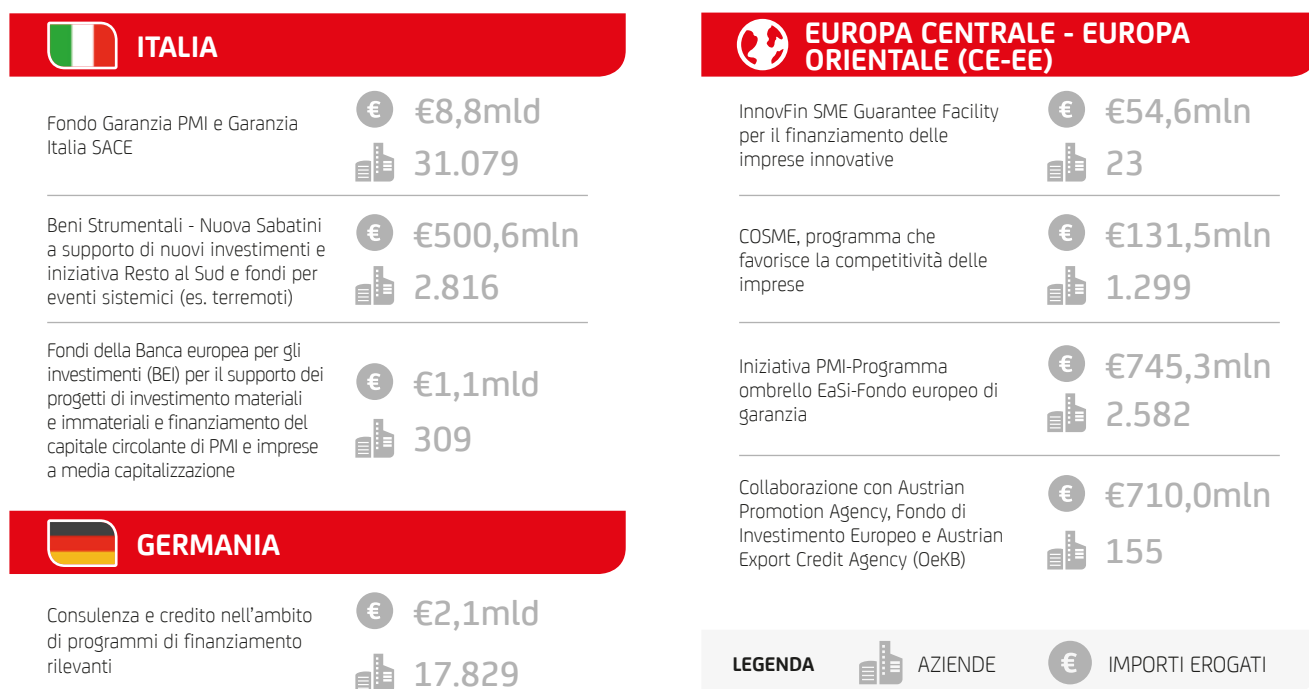 ITALIA
Fondo Garanzia PMI e Garanzia
Italia SACE
€
€8,8mld
31.079
Beni Strumentali - Nuova Sabatini
a supporto di nuovi investimenti e
iniziativa Resto al Sud e fondi per
eventi sistemici (es. terremoti)
€
€500,6mln
2.816
Fondi della Banca europea per gli
investimenti (BEI) per il supporto dei
progetti di investimento materiali
e immateriali e finanziamento del
capitale circolante di PMI e imprese
a media capitalizzazione
€
€1,1mld
309
GERMANIA
Consulenza e credito nell'ambito
di programmi di finanziamento
rilevanti
€
€2,1mld
17.829
EUROPA CENTRALE - EUROPA
ORIENTALE (CE-EE)
InnovFin SME Guarantee Facility
per il finanziamento delle
imprese innovative
€
€54,6mln
23
COSME, programma che
favorisce la competitività delle
imprese
€
€131,5mln
1.299
Iniziativa PMI-Programma
ombrello EaSi-Fondo europeo di
garanzia
€
€745,3mln
2.582
Collaborazione con Austrian
Promotion Agency, Fondo di
Investimento Europeo e Austrian
Export Credit Agency (OeKB)
€
€710,0mln
155
LEGENDA
AZIENDE
€
IMPORTI EROGATI